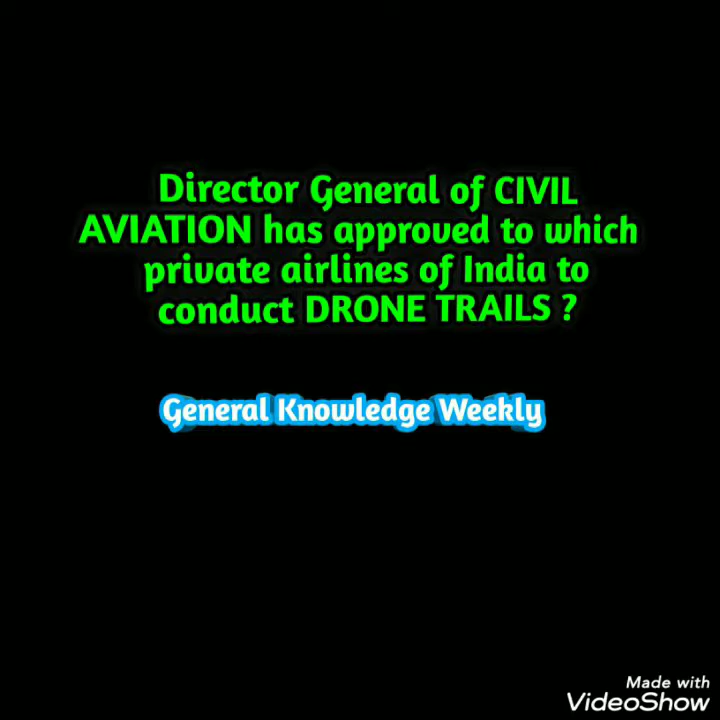 Director General of CIVIL
AVIATION has approved to which
private airlines of India to
conduct DRONE TRAILS ?
General Knowledge Weekly
Made with
VideoShow